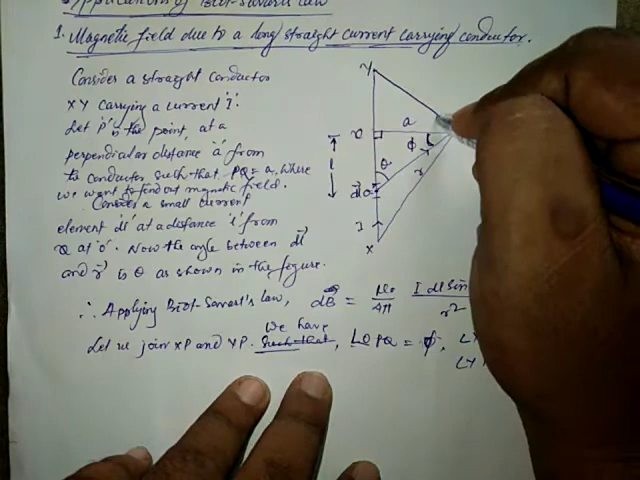 Applications of Biot-Savart's law
1. Magnetic field due to a long straight current carrying conductor.
Consider a straight conductor
XY carrying a current 'I'.
Let 'P' is the point, at a
perpendicular distance 'a' from
the conductor such that PQ = a, where
we want to find out magnetic field.
Consider a small current
element 'dl' at a distance 'l' from
Q at 'O'. Now the angle between dl
and r is θ as shown in the figure.
∴ Applying Biot-Savart's law, dB = μ₀/4π I dl Sin / r²
we have
Let us join XP and YP. Such that, LOPQ = ϕ, L
L
Y
a
ϕ
θ
r
l
dl
O
I
X